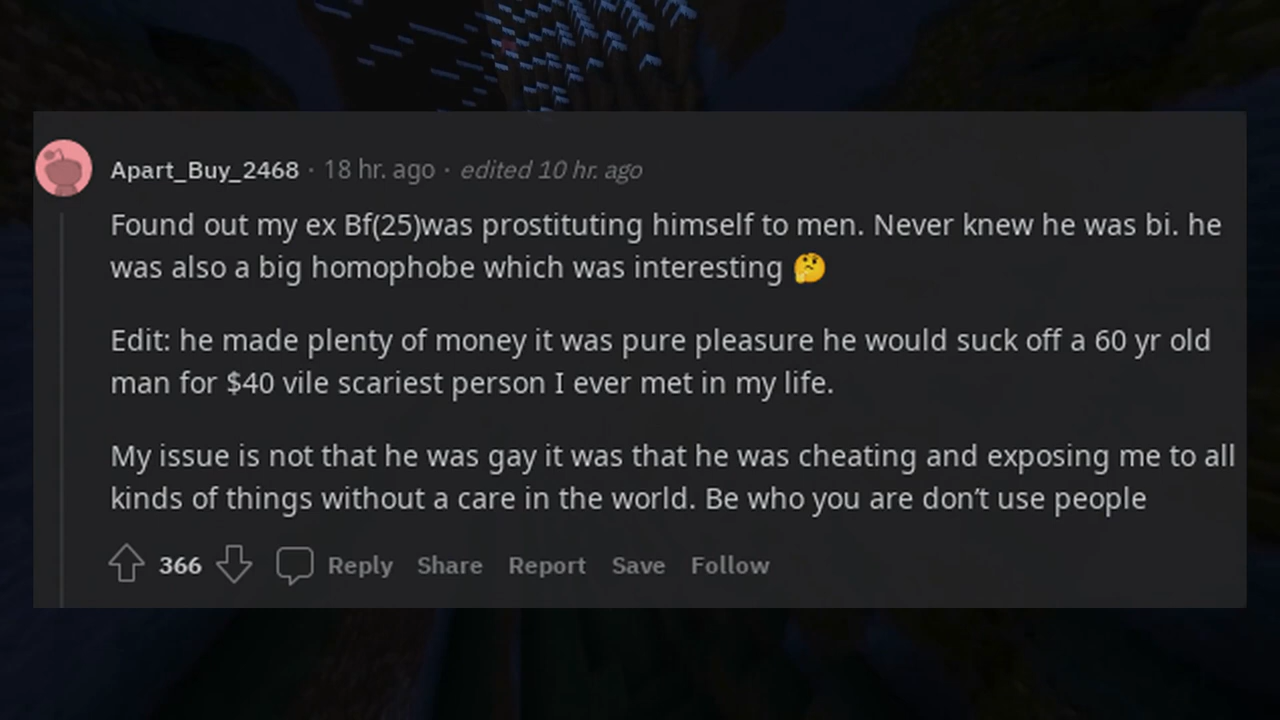 Apart_Buy_2468 · 18 hr. ago · edited 10 hr. ago
Found out my ex Bf(25)was prostituting himself to men. Never knew he was bi. he
was also a big homophobe which was interesting 🤔
Edit: he made plenty of money it was pure pleasure he would suck off a 60 yr old
man for $40 vile scariest person I ever met in my life.
My issue is not that he was gay it was that he was cheating and exposing me to all
kinds of things without a care in the world. Be who you are don’t use people
366 Reply Share Report Save Follow